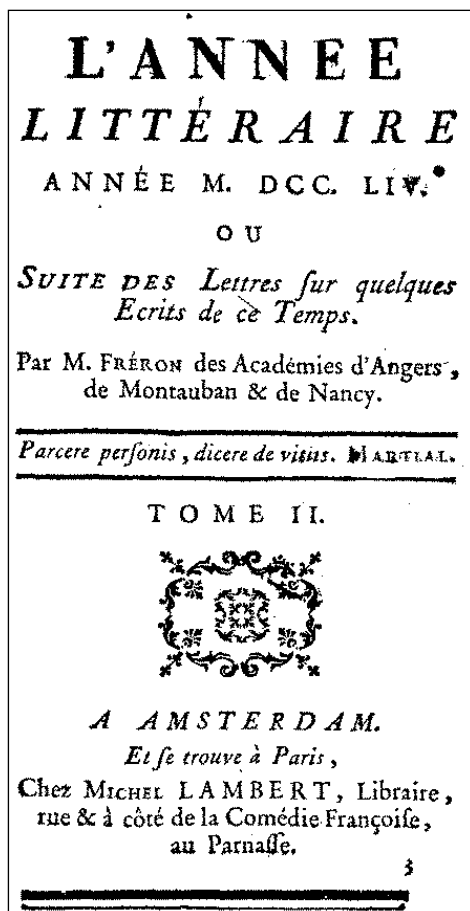 L'ANNEE
LITTÉRAIRE
ANNÉE M. DCC. LIV.
OU
SUITE DES Lettres ſur quelques
Ecrits de ce Temps.
Par M. FRÉRON des Académies d'Angers,
de Montauban & de Nancy.
Parcere perſonis, dicere de vitiis. MARTIAL.
TOME II.
A AMSTERDAM.
Et ſe trouve à Paris,
Chez MICHEL LAMBERT, Libraire,
rue & à côté de la Comédie Françoiſe,
au Parnaſſe.
3